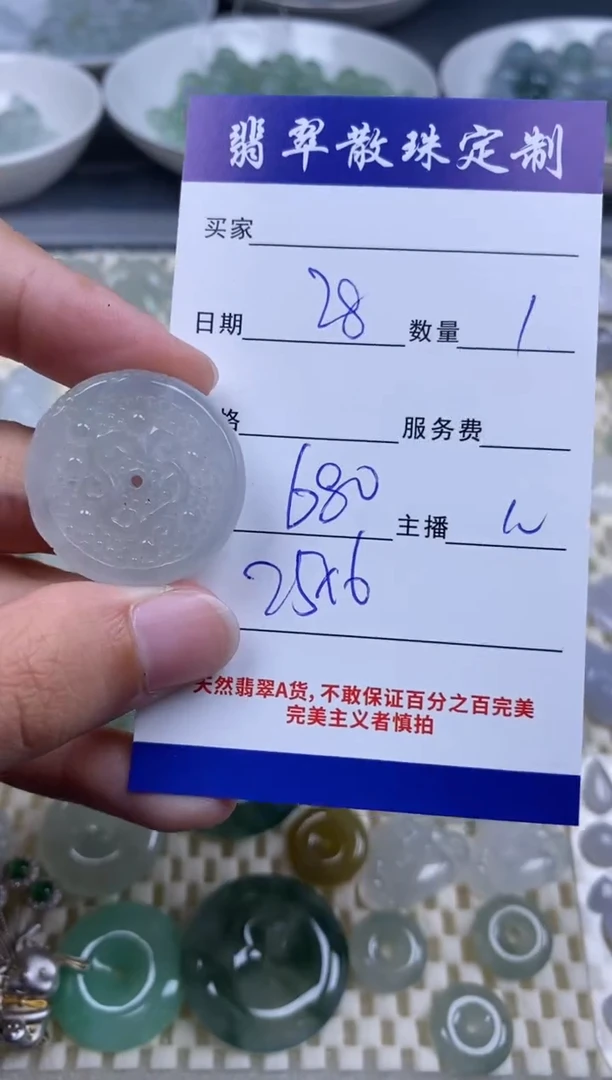 翡翠散珠定制
买家
日期 28 数量 1
格 服务费
680 主播
25x6
天然翡翠A货,不敢保证百分之百完美
完美主义者慎拍